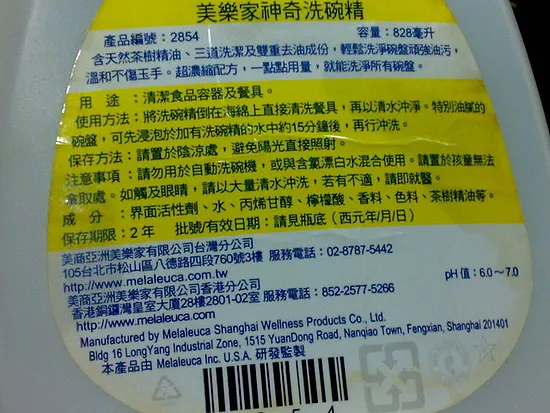 美樂家神奇洗碗精
產品編號：2854 容量：828毫升
含天然茶樹精油、三道洗潔及雙重去油成份，輕鬆洗淨碗盤頑強油污，
溫和不傷玉手。超濃縮配方，一點點用量，就能洗淨所有碗盤。
用 途：清潔食品容器及餐具。
使用方法：將洗碗精倒在海綿上直接清洗餐具，再以清水沖淨。特別油膩的
碗盤，可先浸泡於加有洗碗精的水中約15分鐘後，再行沖洗。
保存方法：請置於陰涼處，避免陽光直接照射。
注意事項：請勿用於自動洗碗機，或與含氯漂白水混合使用。請置於孩童無法
拿取處。如觸及眼睛，請以大量清水沖洗，若有不適，請即就醫。
成 分：界面活性劑、水、丙烯甘醇、檸檬酸、香料、色料、茶樹精油等。
保存期限：2 年 批號/有效日期：請見瓶底（西元年/月/日）
美商亞洲美樂家有限公司台灣分公司
105台北市松山區八德路四段760號3樓 服務電話：02-8787-5442
http://www.melaleuca.com.tw
美商亞洲美樂家有限公司香港分公司 pH 值：6.0～7.0
香港銅鑼灣皇室大廈28樓2801-02室 服務電話：852-2577-5266
http://www.melaleuca.com
Manufactured by Melaleuca Shanghai Wellness Products Co., Ltd.
Bldg 16 LongYang Industrial Zone, 1515 YuanDong Road, Nanqiao Town, Fengxian, Shanghai 201401
本產品由 Melaleuca Inc. U.S.A. 研發監製